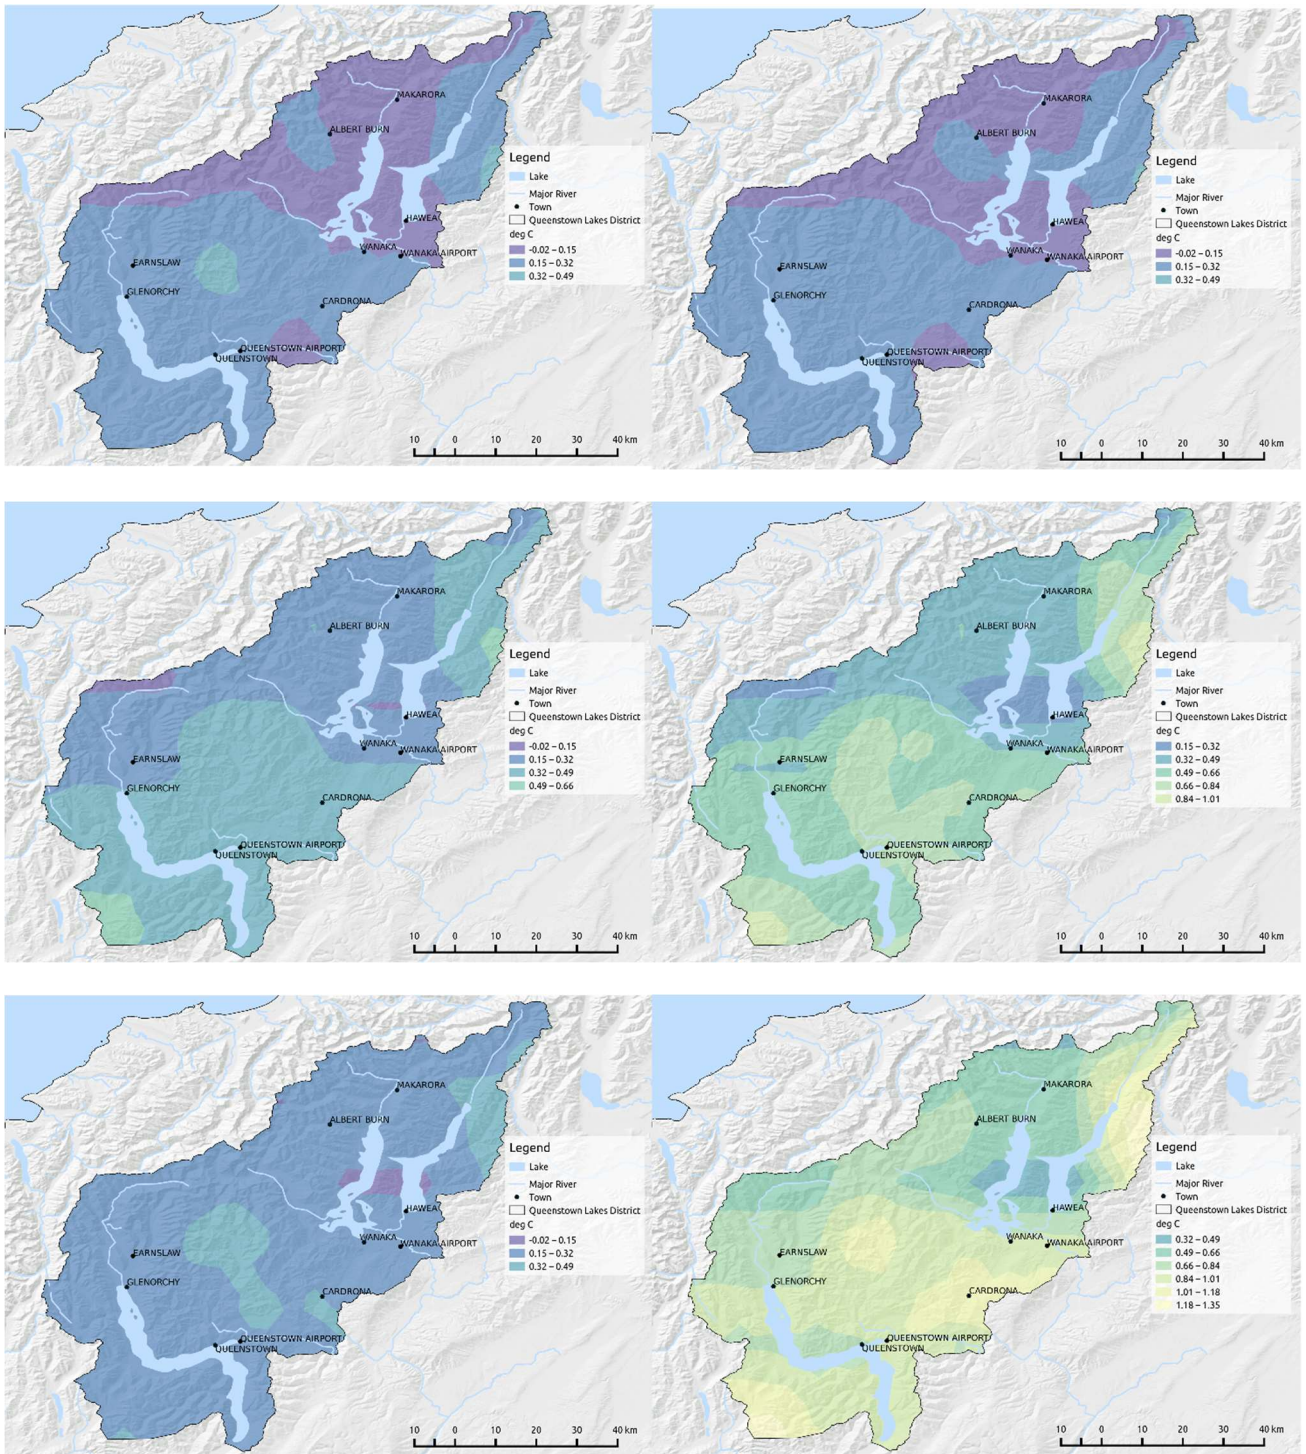 MAKARORA
ALBERT BURN
Legend
Lake
Major River
Town
Queenstown Lakes District
deg C
-0.02 – 0.15
0.15 – 0.32
0.32 – 0.49
HAWEA
WANAKA
WANAKA AIRPORT
EARNSLAW
GLENORCHY
CARDRONA
QUEENSTOWN AIRPORT
QUEENSTOWN
10 0 10 20 40 km
MAKARORA
ALBERT BURN
Legend
Lake
Major River
Town
Queenstown Lakes District
deg C
-0.02 – 0.15
0.15 – 0.32
0.32 – 0.49
HAWEA
WANAKA
WANAKA AIRPORT
EARNSLAW
GLENORCHY
CARDRONA
QUEENSTOWN AIRPORT
QUEENSTOWN
10 0 10 20 40 km
MAKARORA
ALBERT BURN
Legend
Lake
Major River
Town
Queenstown Lakes District
deg C
-0.02 – 0.15
0.15 – 0.32
0.32 – 0.49
0.49 – 0.66
HAWEA
WANAKA
WANAKA AIRPORT
EARNSLAW
GLENORCHY
CARDRONA
QUEENSTOWN AIRPORT
QUEENSTOWN
10 0 10 20 40 km
MAKARORA
ALBERT BURN
Legend
Lake
Major River
Town
Queenstown Lakes District
deg C
0.15 – 0.32
0.32 – 0.49
0.49 – 0.66
0.66 – 0.84
0.84 – 1.01
HAWEA
WANAKA
WANAKA AIRPORT
EARNSLAW
GLENORCHY
CARDRONA
QUEENSTOWN AIRPORT
QUEENSTOWN
10 0 10 20 40 km
MAKARORA
ALBERT BURN
Legend
Lake
Major River
Town
Queenstown Lakes District
deg C
-0.02 – 0.15
0.15 – 0.32
0.32 – 0.49
HAWEA
WANAKA
WANAKA AIRPORT
EARNSLAW
GLENORCHY
CARDRONA
QUEENSTOWN AIRPORT
QUEENSTOWN
10 0 10 20 40 km
MAKARORA
ALBERT BURN
Legend
Lake
Major River
Town
Queenstown Lakes District
deg C
0.32 – 0.49
0.49 – 0.66
0.66 – 0.84
0.84 – 1.01
1.01 – 1.18
1.18 – 1.35
HAWEA
WANAKA
WANAKA AIRPORT
EARNSLAW
GLENORCHY
CARDRONA
QUEENSTOWN AIRPORT
QUEENSTOWN
10 0 10 20 40 km